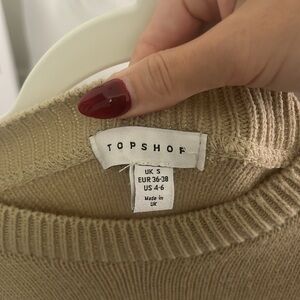 TOPSHOP
UK S
EUR 36-38
US 4-6
Made in
UK